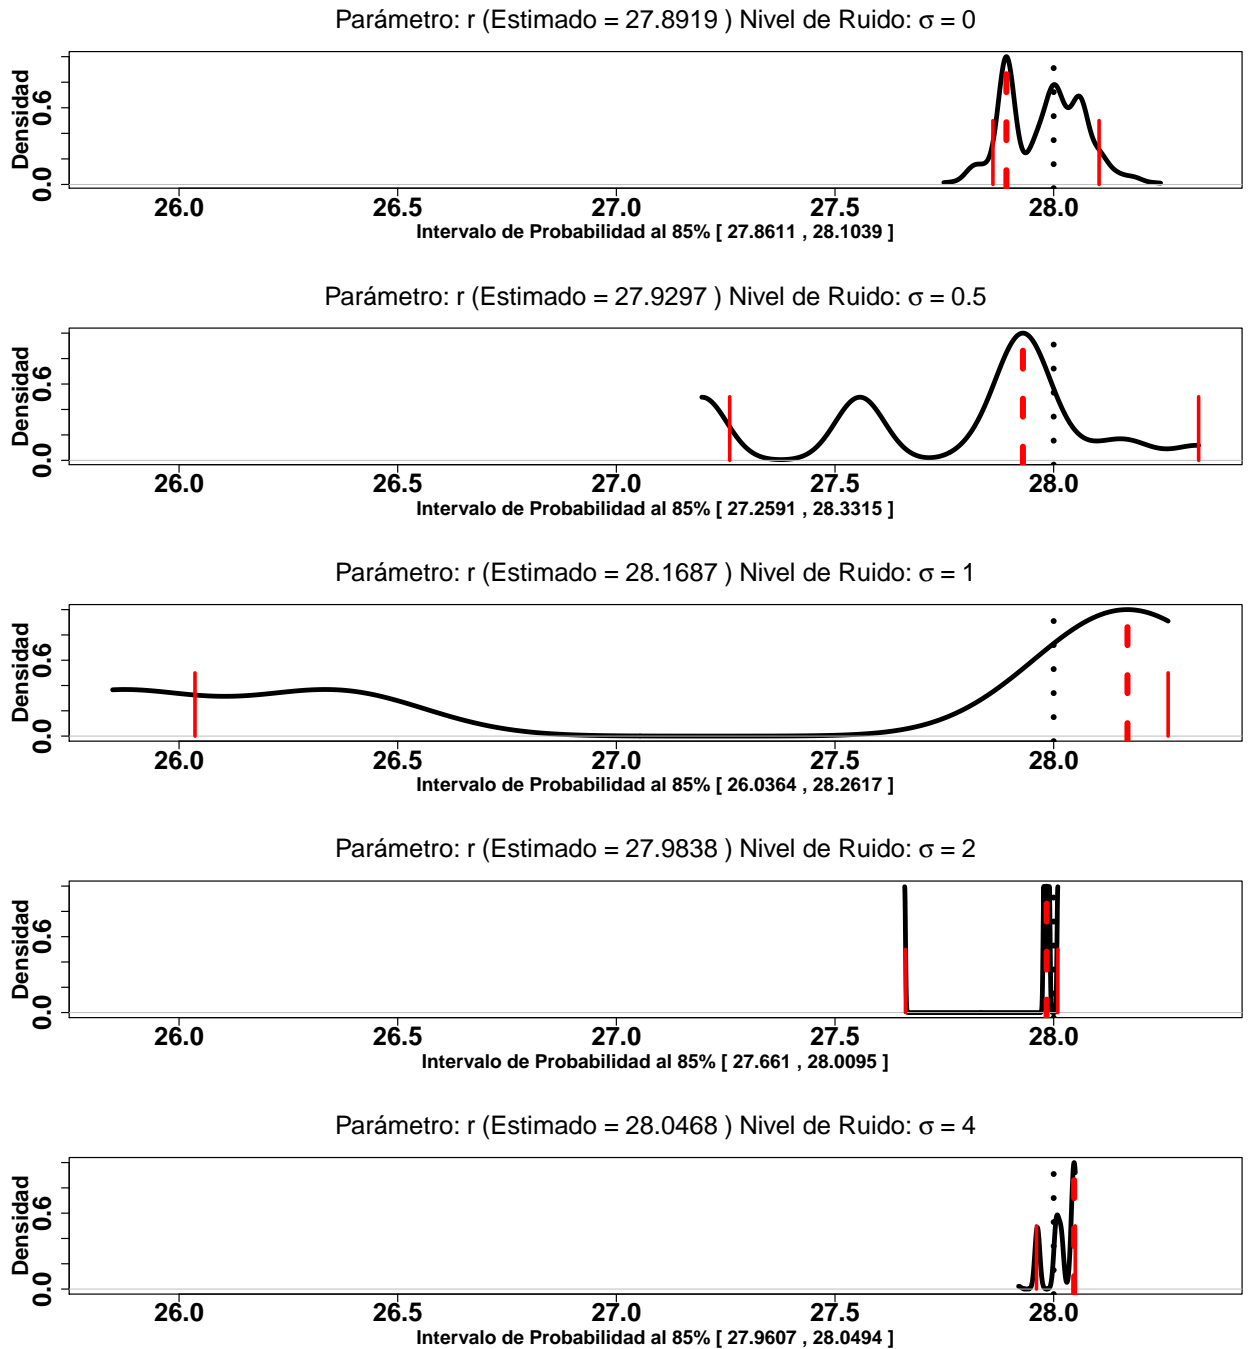 Parámetro: r (Estimado = 27.8919 ) Nivel de Ruido: σ = 0
Densidad
0.0 0.6
26.0 26.5 27.0 27.5 28.0
Intervalo de Probabilidad al 85% [ 27.8611 , 28.1039 ]
Parámetro: r (Estimado = 27.9297 ) Nivel de Ruido: σ = 0.5
Densidad
0.0 0.6
26.0 26.5 27.0 27.5 28.0
Intervalo de Probabilidad al 85% [ 27.2591 , 28.3315 ]
Parámetro: r (Estimado = 28.1687 ) Nivel de Ruido: σ = 1
Densidad
0.0 0.6
26.0 26.5 27.0 27.5 28.0
Intervalo de Probabilidad al 85% [ 26.0364 , 28.2617 ]
Parámetro: r (Estimado = 27.9838 ) Nivel de Ruido: σ = 2
Densidad
0.0 0.6
26.0 26.5 27.0 27.5 28.0
Intervalo de Probabilidad al 85% [ 27.661 , 28.0095 ]
Parámetro: r (Estimado = 28.0468 ) Nivel de Ruido: σ = 4
Densidad
0.0 0.6
26.0 26.5 27.0 27.5 28.0
Intervalo de Probabilidad al 85% [ 27.9607 , 28.0494 ]